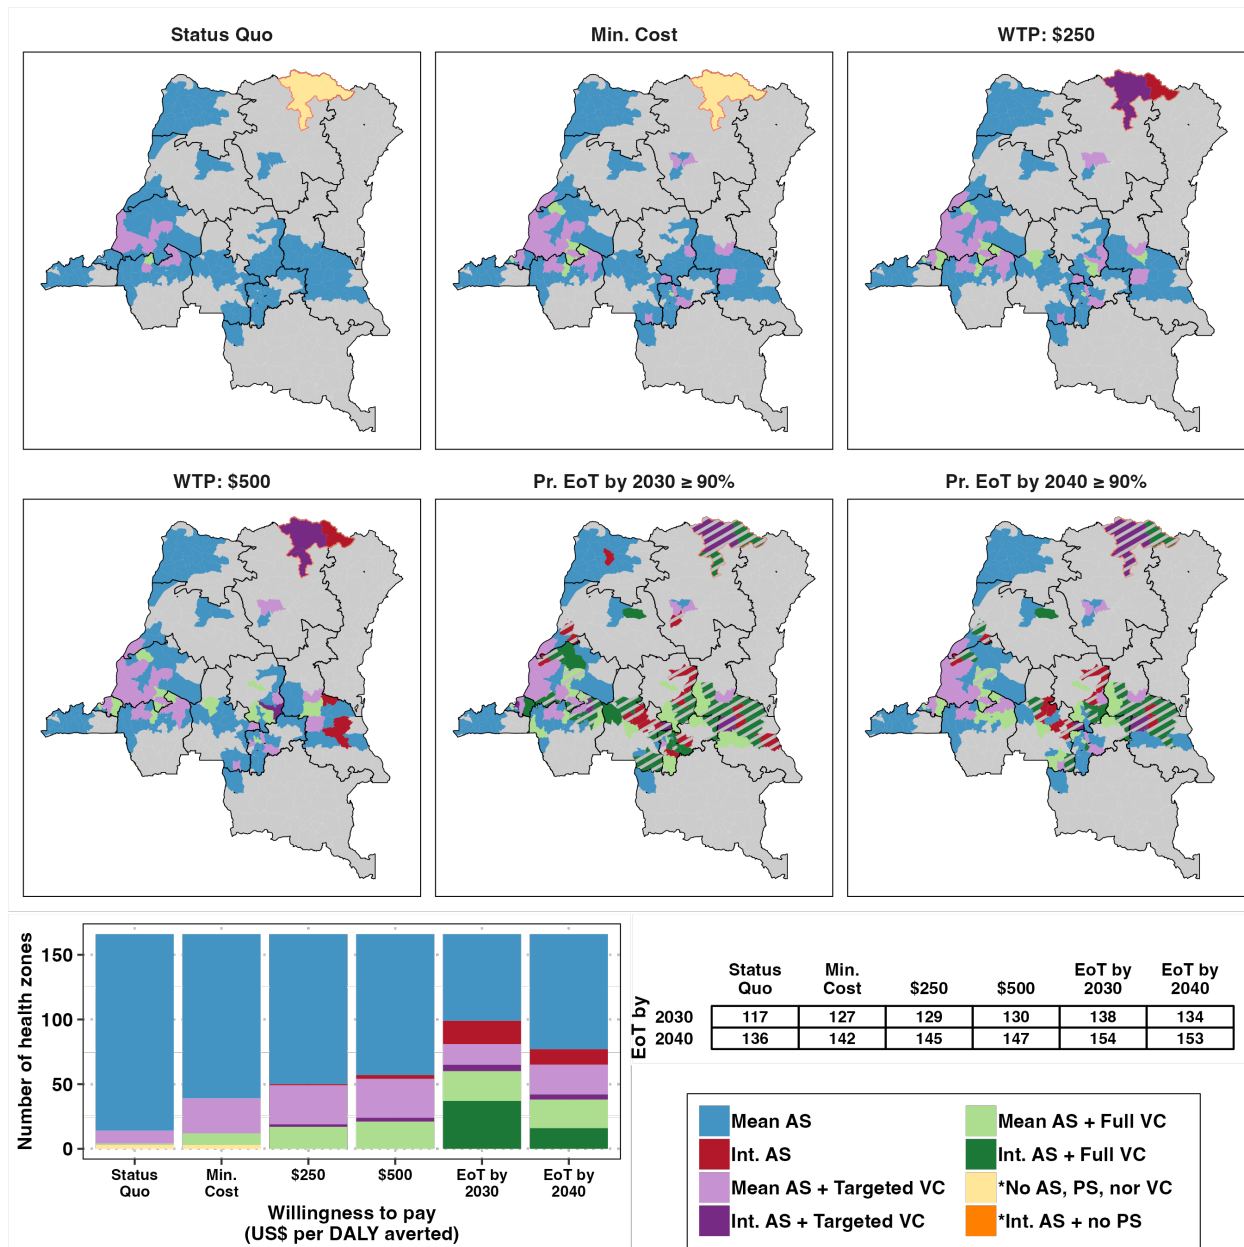 Status Quo
Min. Cost
WTP: $250
WTP: $500
Pr. EoT by 2030 ≥ 90%
Pr. EoT by 2040 ≥ 90%
Number of health zones
150
100
50
0
Status Quo
Min. Cost
$250
$500
EoT by 2030
EoT by 2040
Willingness to pay
(US$ per DALY averted)
Status Quo
Min. Cost
$250
$500
EoT by 2030
EoT by 2040
EoT by
2030 117 127 129 130 138 134
2040 136 142 145 147 154 153
Mean AS
Int. AS
Mean AS + Targeted VC
Int. AS + Targeted VC
Mean AS + Full VC
Int. AS + Full VC
*No AS, PS, nor VC
*Int. AS + no PS